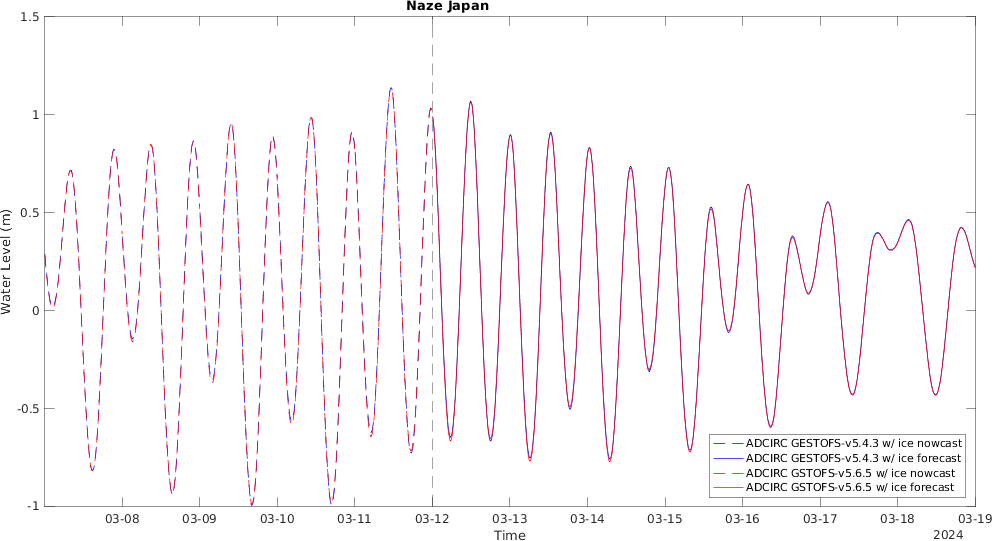 Naze Japan
1.5
1
0.5
0
-0.5
-1
Water Level (m)
03-08 03-09 03-10 03-11 03-12 03-13 03-14 03-15 03-16 03-17 03-18 03-19
Time
2024
ADCIRC GESTOFS-v5.4.3 w/ ice nowcast
ADCIRC GESTOFS-v5.4.3 w/ ice forecast
ADCIRC GSTOFS-v5.6.5 w/ ice nowcast
ADCIRC GSTOFS-v5.6.5 w/ ice forecast